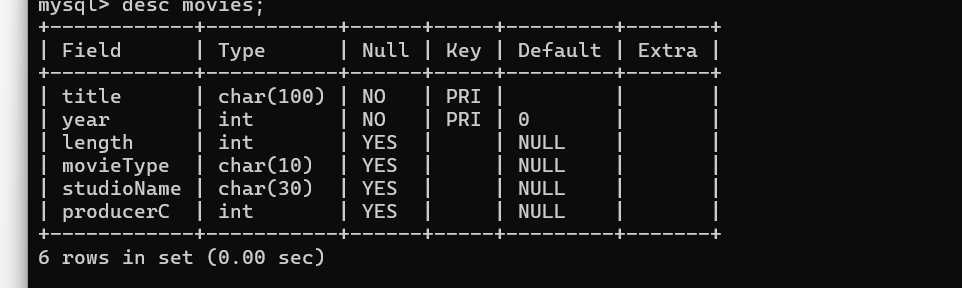 mysql> desc movies;
+-------------+-----------+------+-----+---------+-------+
| Field       | Type      | Null | Key | Default | Extra |
+-------------+-----------+------+-----+---------+-------+
| title       | char(100) | NO   | PRI |         |       |
| year        | int       | NO   | PRI | 0       |       |
| length      | int       | YES  |     | NULL    |       |
| movieType   | char(10)  | YES  |     | NULL    |       |
| studioName  | char(30)  | YES  |     | NULL    |       |
| producerC   | int       | YES  |     | NULL    |       |
+-------------+-----------+------+-----+---------+-------+
6 rows in set (0.00 sec)